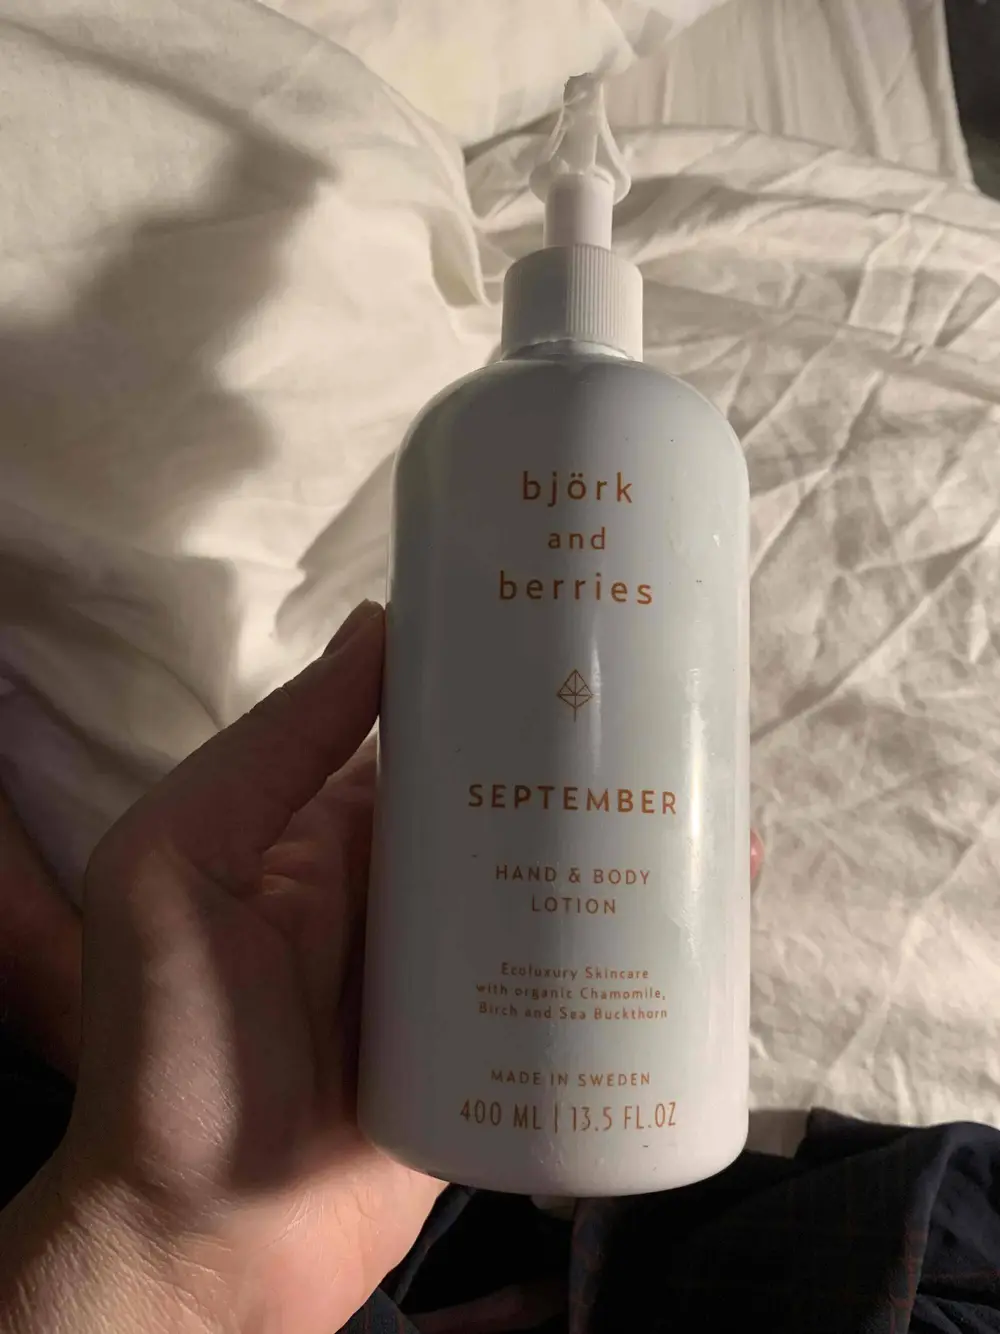 björk
and
berries
SEPTEMBER
HAND & BODY
LOTION
Ecoluxury Skincare
with organic Chamomile,
Birch and Sea Buckthorn
MADE IN SWEDEN
400 ML | 13.5 FL.OZ